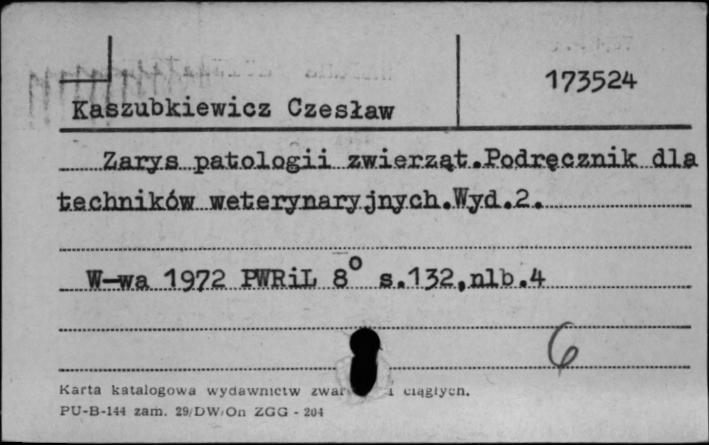 173524
Kaszubkiewicz Czesław
Zarys patologii zwierząt.Podręcznik dla
techników weterynaryjnych.Wyd.2.
W-wa 1972 PWRiL 8° s.132,nlb.4
6
Karta katalogowa wydawnictw ciągłych.
PU-B-144 zam. 29/DW/On ZGG - 204